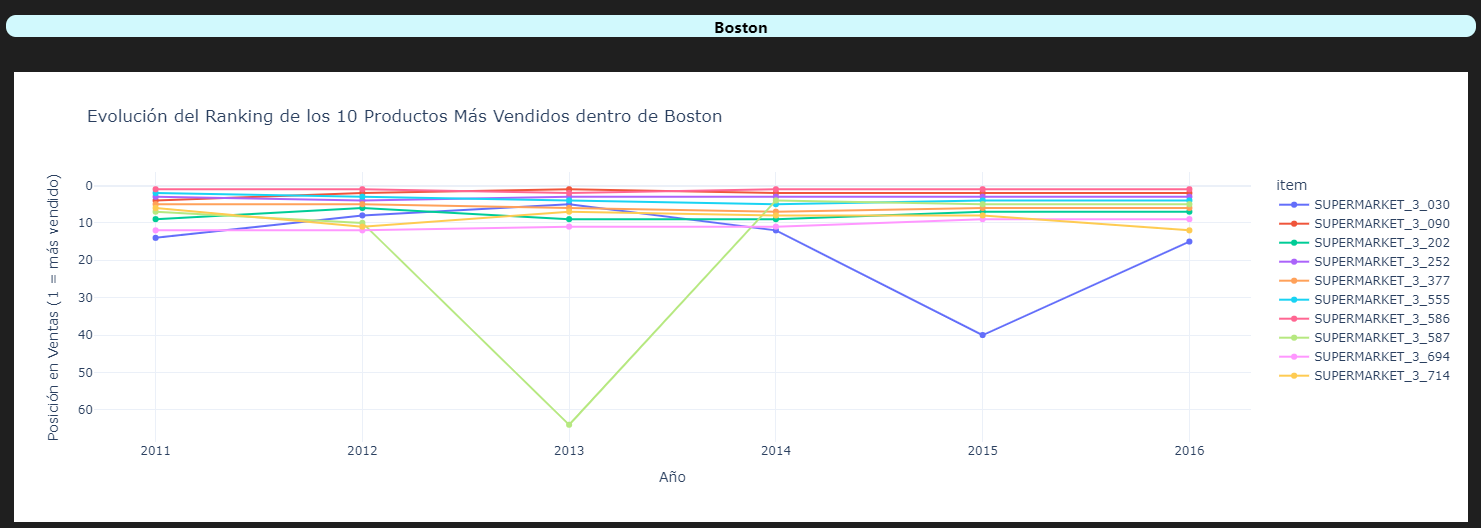 Boston
Evolución del Ranking de los 10 Productos Más Vendidos dentro de Boston
Posición en Ventas (1 = más vendido)
0
10
20
30
40
50
60
2011 2012 2013 2014 2015 2016
Año
item
SUPERMARKET_3_030
SUPERMARKET_3_090
SUPERMARKET_3_202
SUPERMARKET_3_252
SUPERMARKET_3_377
SUPERMARKET_3_555
SUPERMARKET_3_586
SUPERMARKET_3_587
SUPERMARKET_3_694
SUPERMARKET_3_714